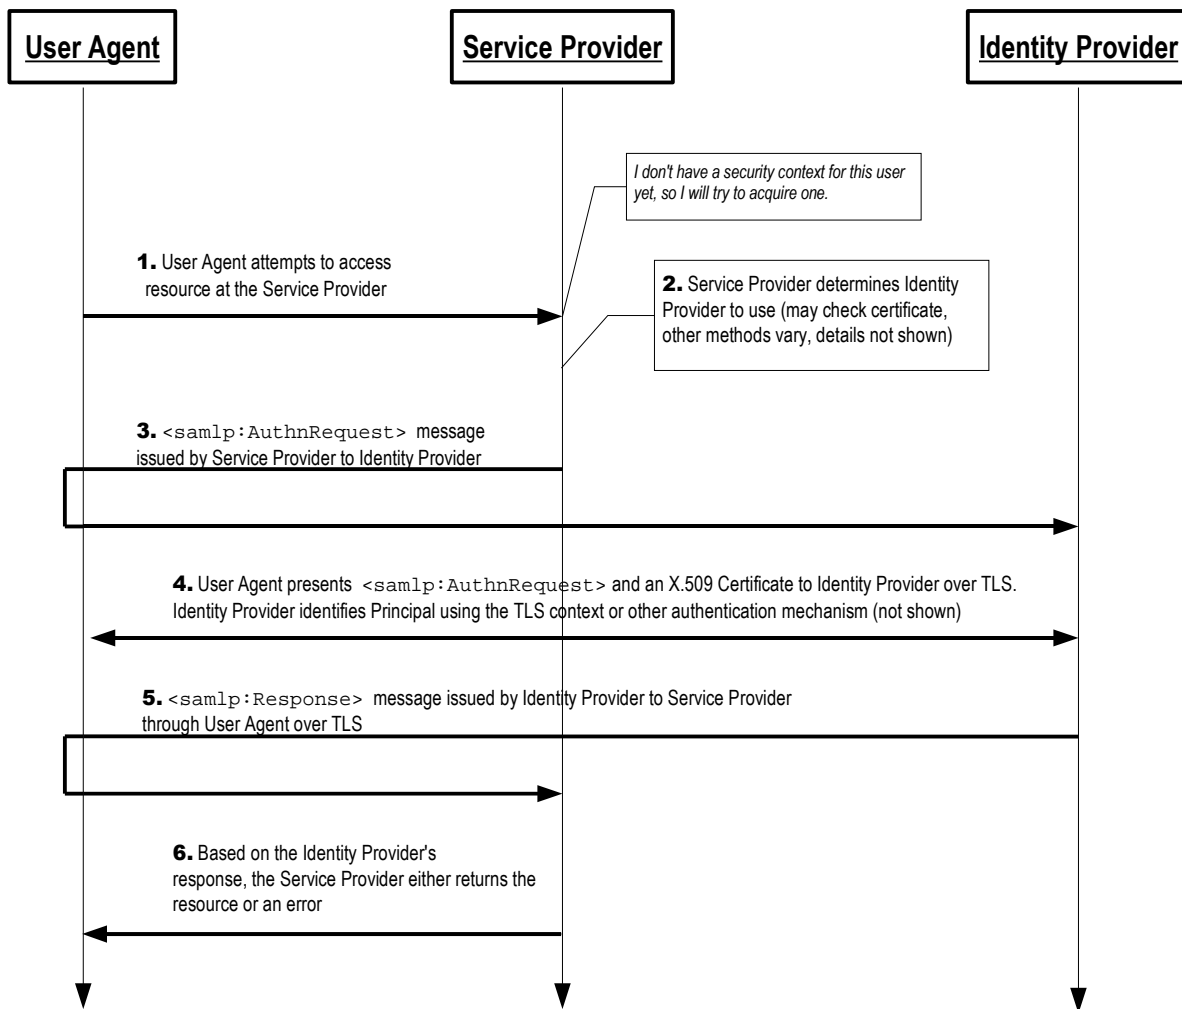 User Agent
Service Provider
Identity Provider
I don't have a security context for this user
yet, so I will try to acquire one.
1. User Agent attempts to access
resource at the Service Provider
2. Service Provider determines Identity
Provider to use (may check certificate,
other methods vary, details not shown)
3. <samlp:AuthnRequest> message
issued by Service Provider to Identity Provider
4. User Agent presents <samlp:AuthnRequest> and an X.509 Certificate to Identity Provider over TLS.
Identity Provider identifies Principal using the TLS context or other authentication mechanism (not shown)
5. <samlp:Response> message issued by Identity Provider to Service Provider
through User Agent over TLS
6. Based on the Identity Provider's
response, the Service Provider either returns the
resource or an error